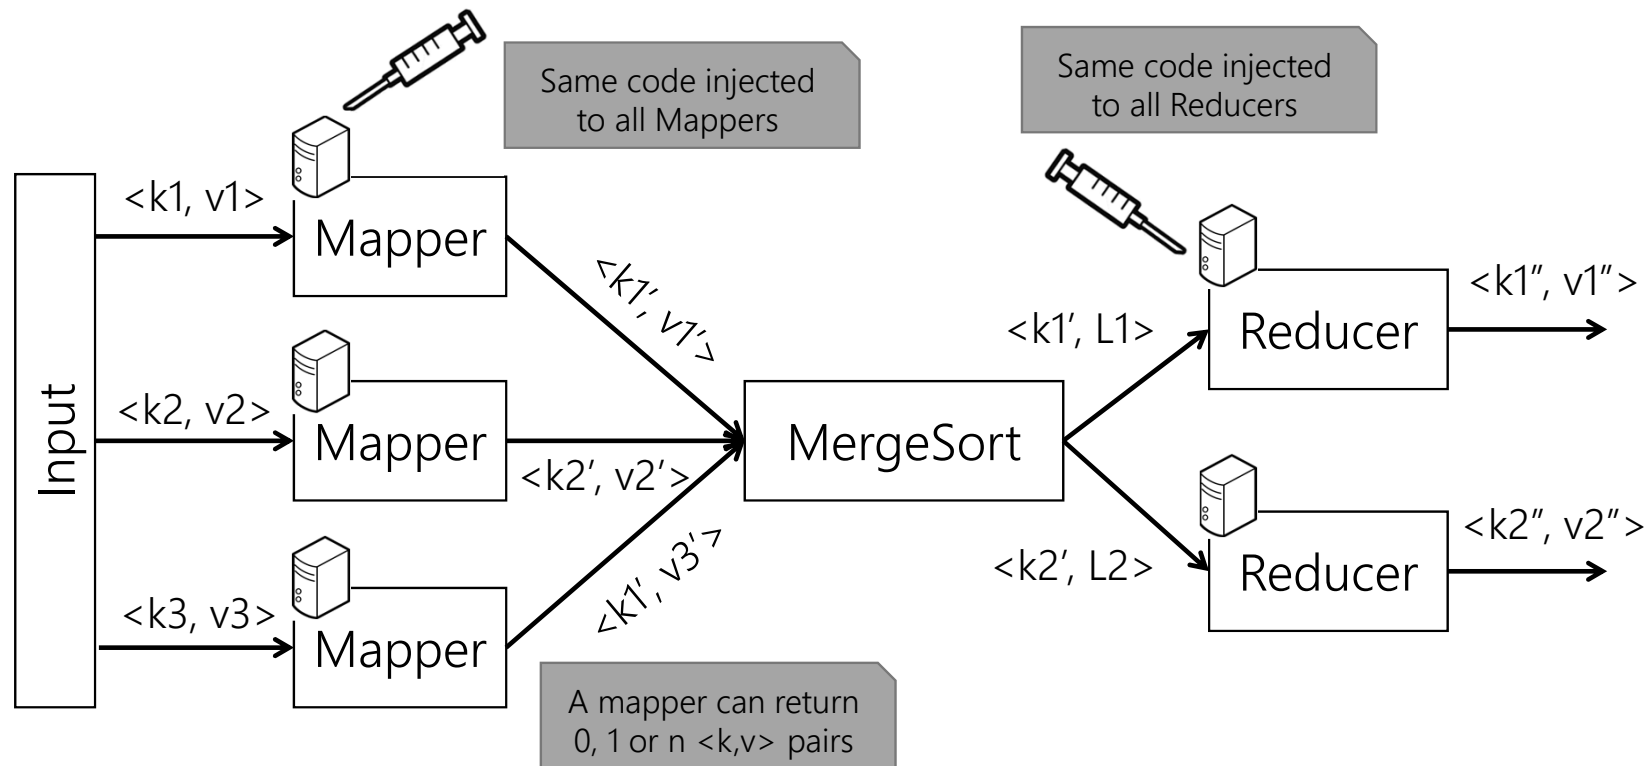 Same code injected
to all Mappers
Same code injected
to all Reducers
Input
<k1, v1>
Mapper
<k1′, v1′>
<k2, v2>
Mapper
<k2′, v2′>
<k3, v3>
Mapper
<k1′, v3′>
A mapper can return
0, 1 or n <k,v> pairs
MergeSort
<k1′, L1>
Reducer
<k1″, v1″>
<k2′, L2>
Reducer
<k2″, v2″>